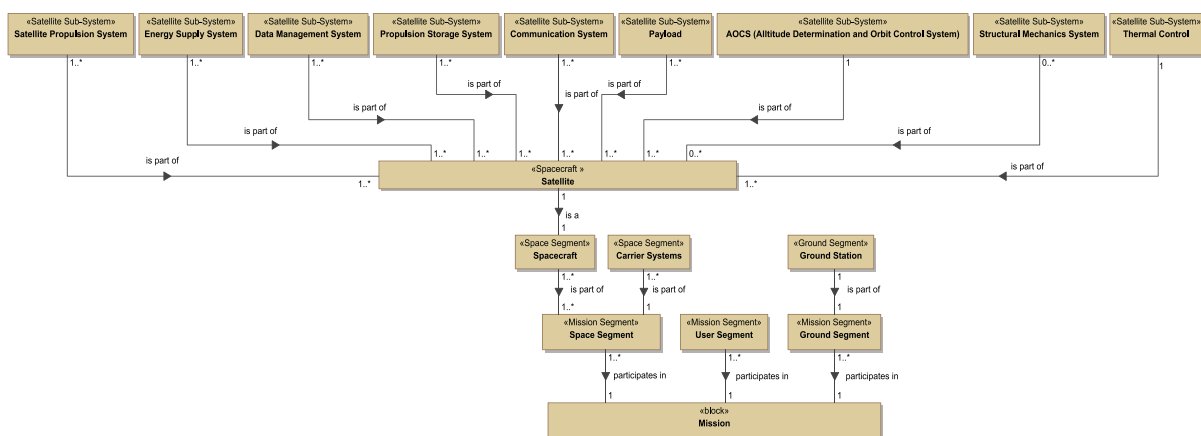 «Satellite Sub-System»
Satellite Propulsion System
«Satellite Sub-System»
Energy Supply System
«Satellite Sub-System»
Data Management System
«Satellite Sub-System»
Propulsion Storage System
«Satellite Sub-System»
Communication System
«Satellite Sub-System»
Payload
«Satellite Sub-System»
AOCS (Alltitude Determination and Orbit Control System)
«Satellite Sub-System»
Structural Mechanics System
«Satellite Sub-System»
Thermal Control
1..*
1..*
1..*
1..*
1..*
1..*
1
0..*
1
is part of
is part of
is part of
is part of
is part of
is part of
is part of
is part of
is part of
1..*
1..*
1..*
1..*
1..*
1..*
1..*
0..*
1..*
«Spacecraft »
Satellite
1
is a
1
«Space Segment»
Spacecraft
«Space Segment»
Carrier Systems
«Ground Segment»
Ground Station
1..*
1..*
1
is part of
is part of
is part of
1..*
1
1
«Mission Segment»
Space Segment
«Mission Segment»
User Segment
«Mission Segment»
Ground Segment
1..*
1..*
1..*
participates in
participates in
participates in
1
1
1
«block»
Mission